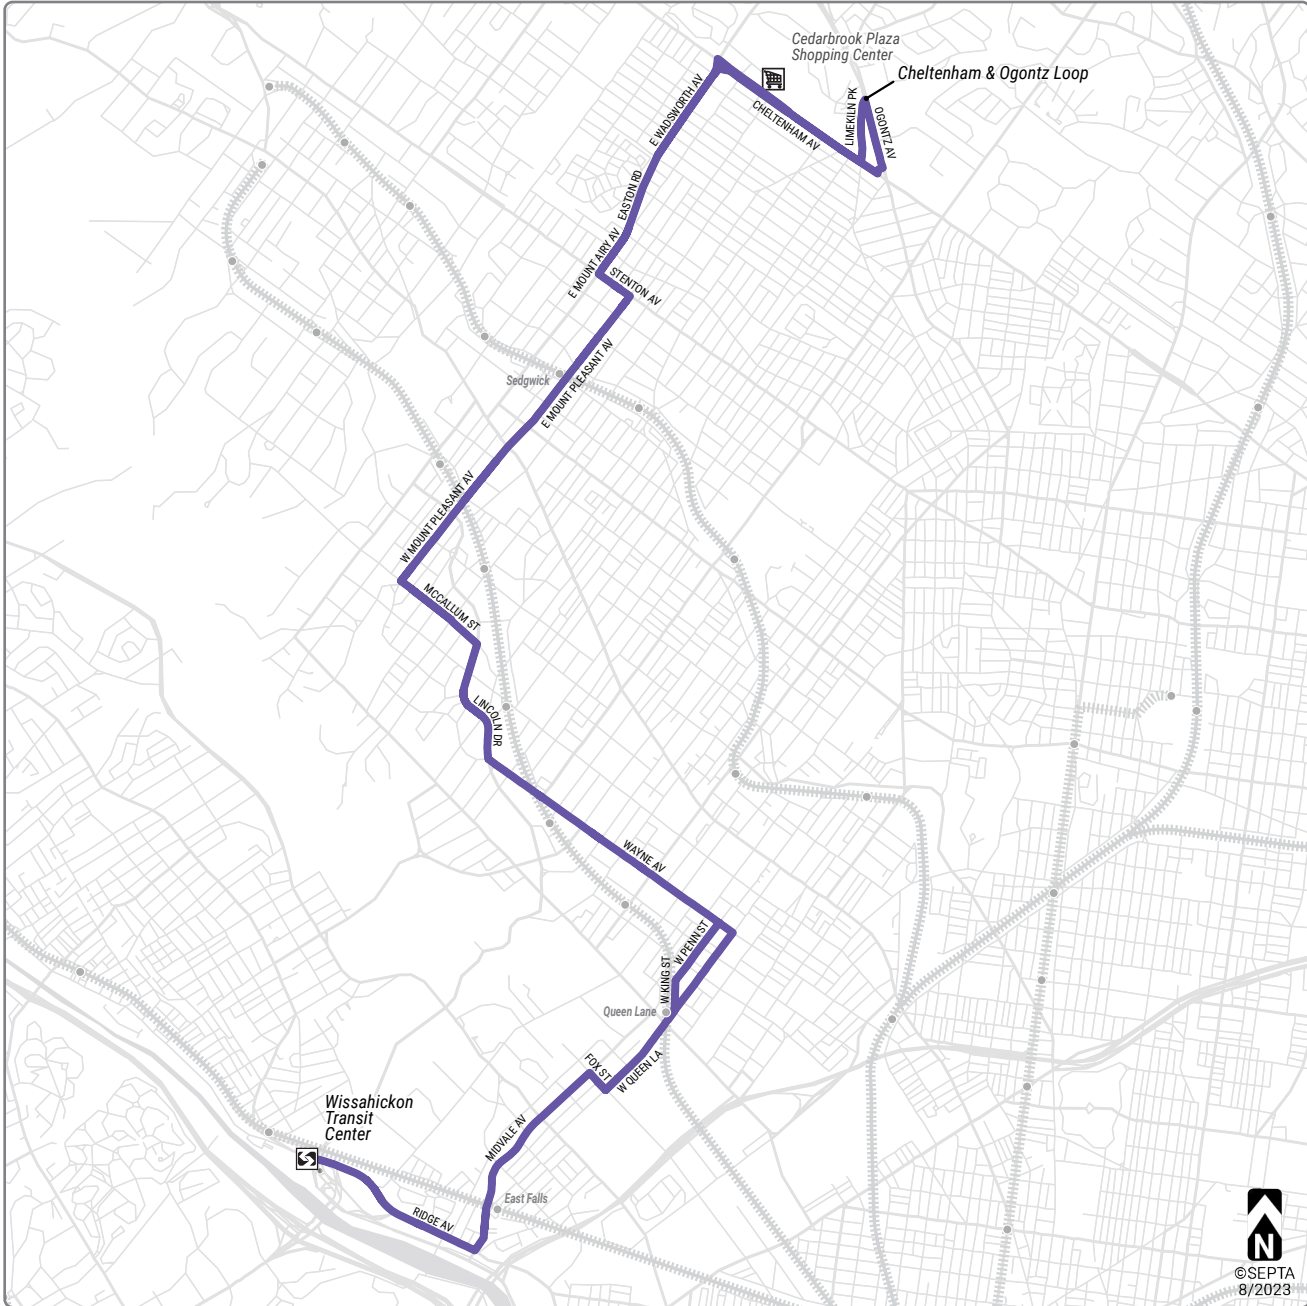 Cedarbrook Plaza
Shopping Center
Cheltenham & Ogontz Loop
E WADSWORTH AV
CHELTENHAM AV
LIMEKILN PK
OGONTZ AV
EASTON RD
E MOUNT AIRY AV
STENTON AV
E MOUNT PLEASANT AV
Sedgwick
W MOUNT PLEASANT AV
MCCALLUM ST
LINCOLN DR
WAYNE AV
W PENN ST
W KING ST
Queen Lane
W QUEEN LA
FOX ST
MIDVALE AV
Wissahickon
Transit
Center
East Falls
RIDGE AV
N
©SEPTA
8/2023